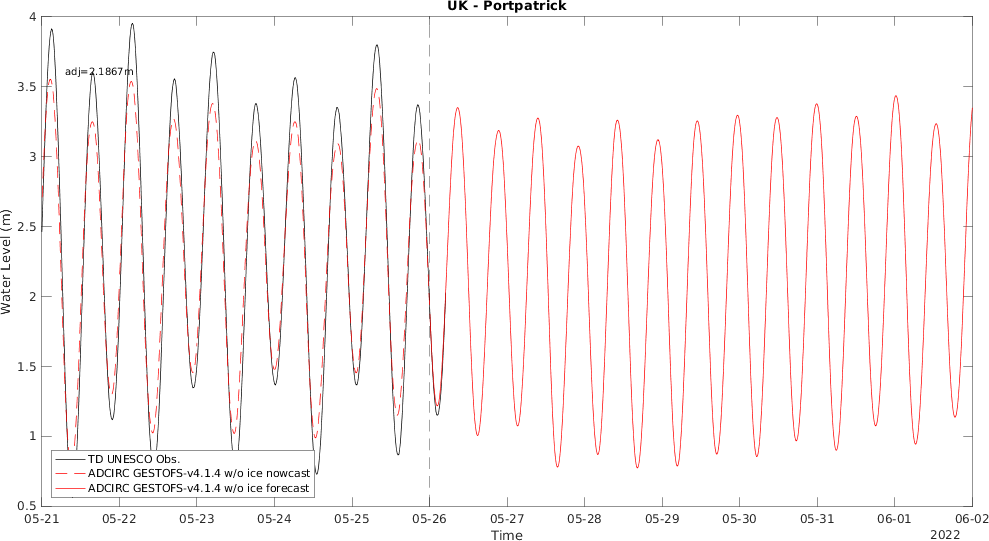 UK - Portpatrick
4
3.5
3
2.5
2
1.5
1
0.5
Water Level (m)
adj=2.1867m
TD UNESCO Obs.
ADCIRC GESTOFS-v4.1.4 w/o ice nowcast
ADCIRC GESTOFS-v4.1.4 w/o ice forecast
05-21 05-22 05-23 05-24 05-25 05-26 05-27 05-28 05-29 05-30 05-31 06-01 06-02
Time
2022